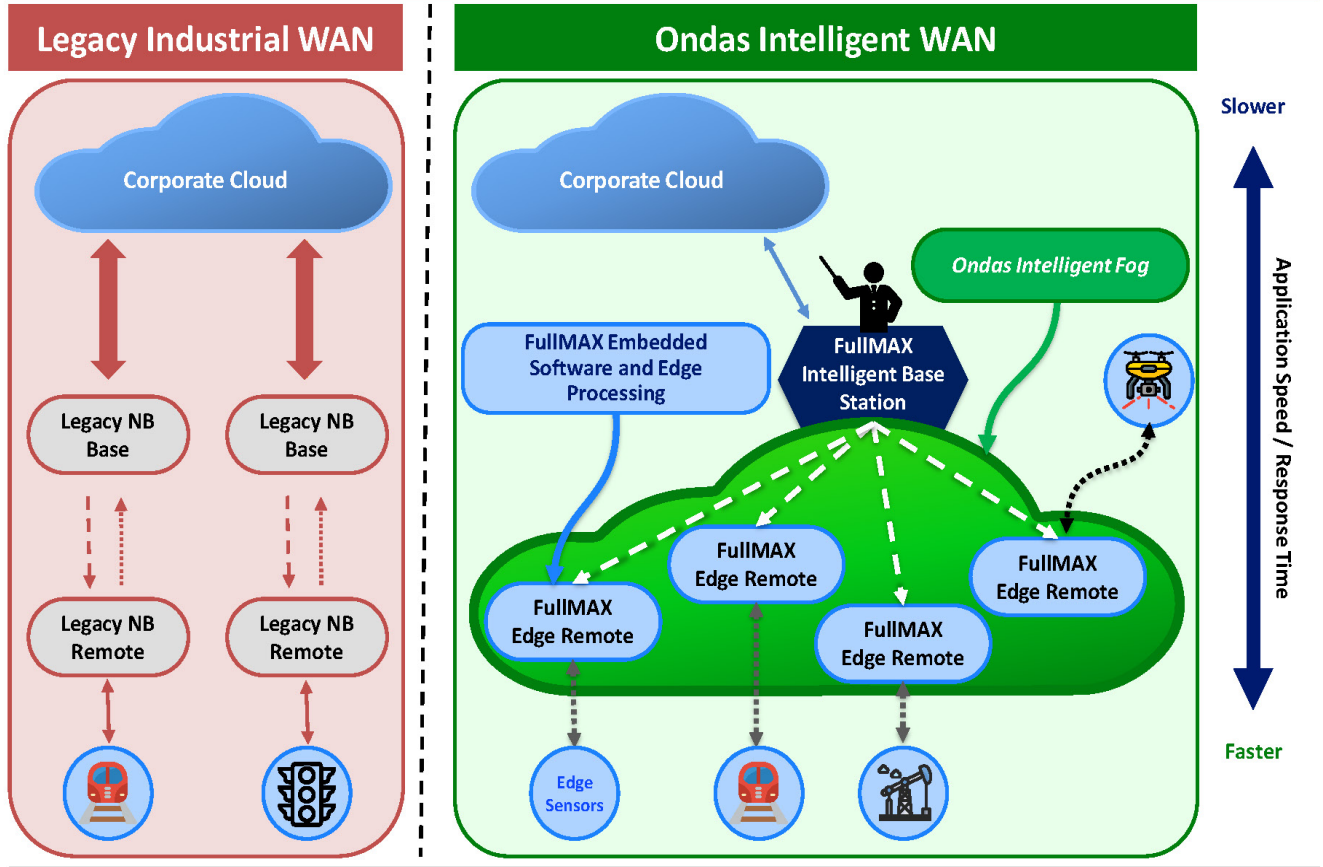 Legacy Industrial WAN
Corporate Cloud
Legacy NB
Base
Legacy NB
Base
Legacy NB
Remote
Legacy NB
Remote
Ondas Intelligent WAN
Corporate Cloud
Ondas Intelligent Fog
FullMAX Embedded
Software and Edge
Processing
FullMAX
Intelligent Base
Station
FullMAX
Edge Remote
FullMAX
Edge Remote
FullMAX
Edge Remote
FullMAX
Edge Remote
Edge
Sensors
Slower
Application Speed / Response Time
Faster